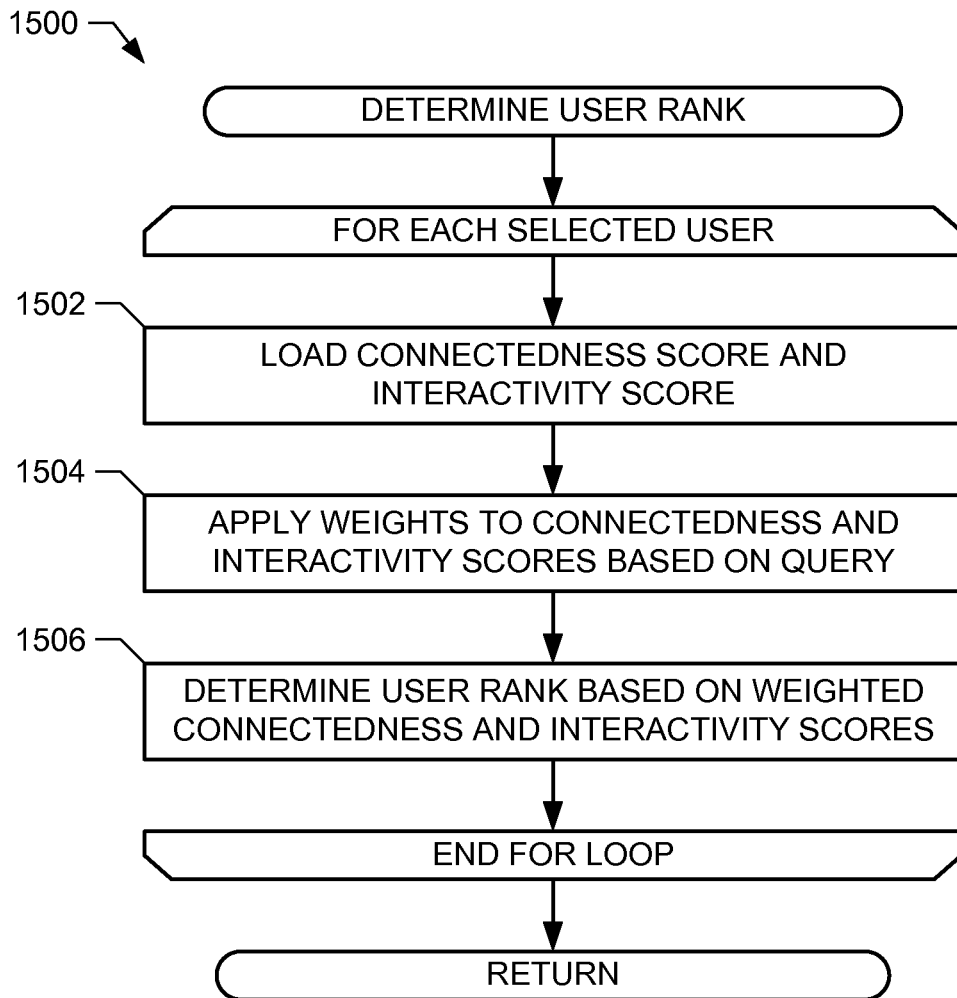 1500
DETERMINE USER RANK
FOR EACH SELECTED USER
1502
LOAD CONNECTEDNESS SCORE AND
INTERACTIVITY SCORE
1504
APPLY WEIGHTS TO CONNECTEDNESS AND
INTERACTIVITY SCORES BASED ON QUERY
1506
DETERMINE USER RANK BASED ON WEIGHTED
CONNECTEDNESS AND INTERACTIVITY SCORES
END FOR LOOP
RETURN